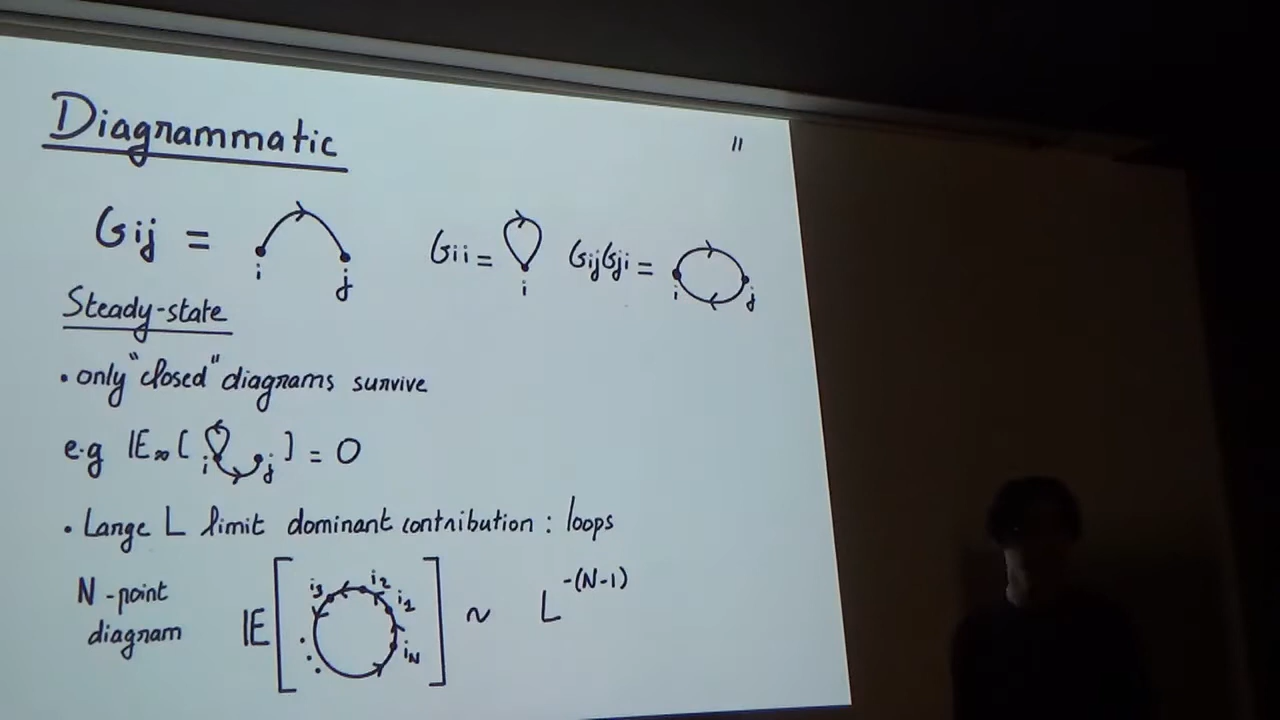 Diagrammatic
11
Gij =
i
j
Gii =
i
GijGji =
i
j
Steady-state
• only "closed" diagrams survive
e.g 𝔼∞[ i j ] = 0
• Large L limit dominant contribution : loops
N-point diagram 𝔼[ i3 i2 i1 iN ] ~ L^-(N-1)